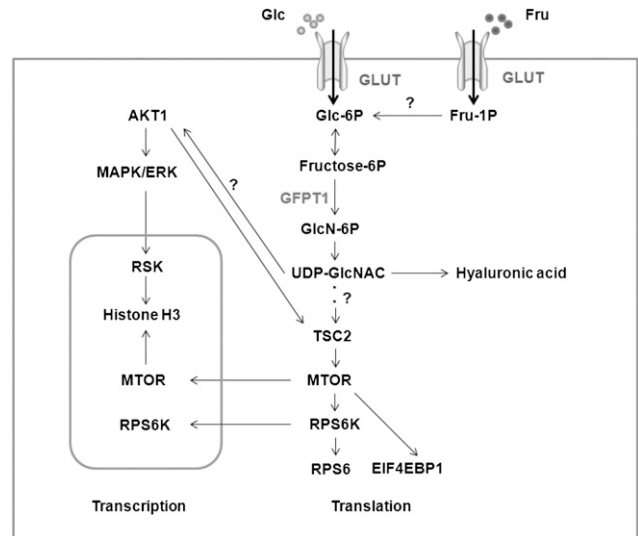 Glc Fru
GLUT GLUT
AKT1 Glc-6P ? Fru-1P
MAPK/ERK ? Fructose-6P
GFPT1
GlcN-6P
RSK UDP-GlcNAC Hyaluronic acid
Histone H3 ?
TSC2
MTOR MTOR
RPS6K RPS6K
RPS6 EIF4EBP1
Transcription Translation